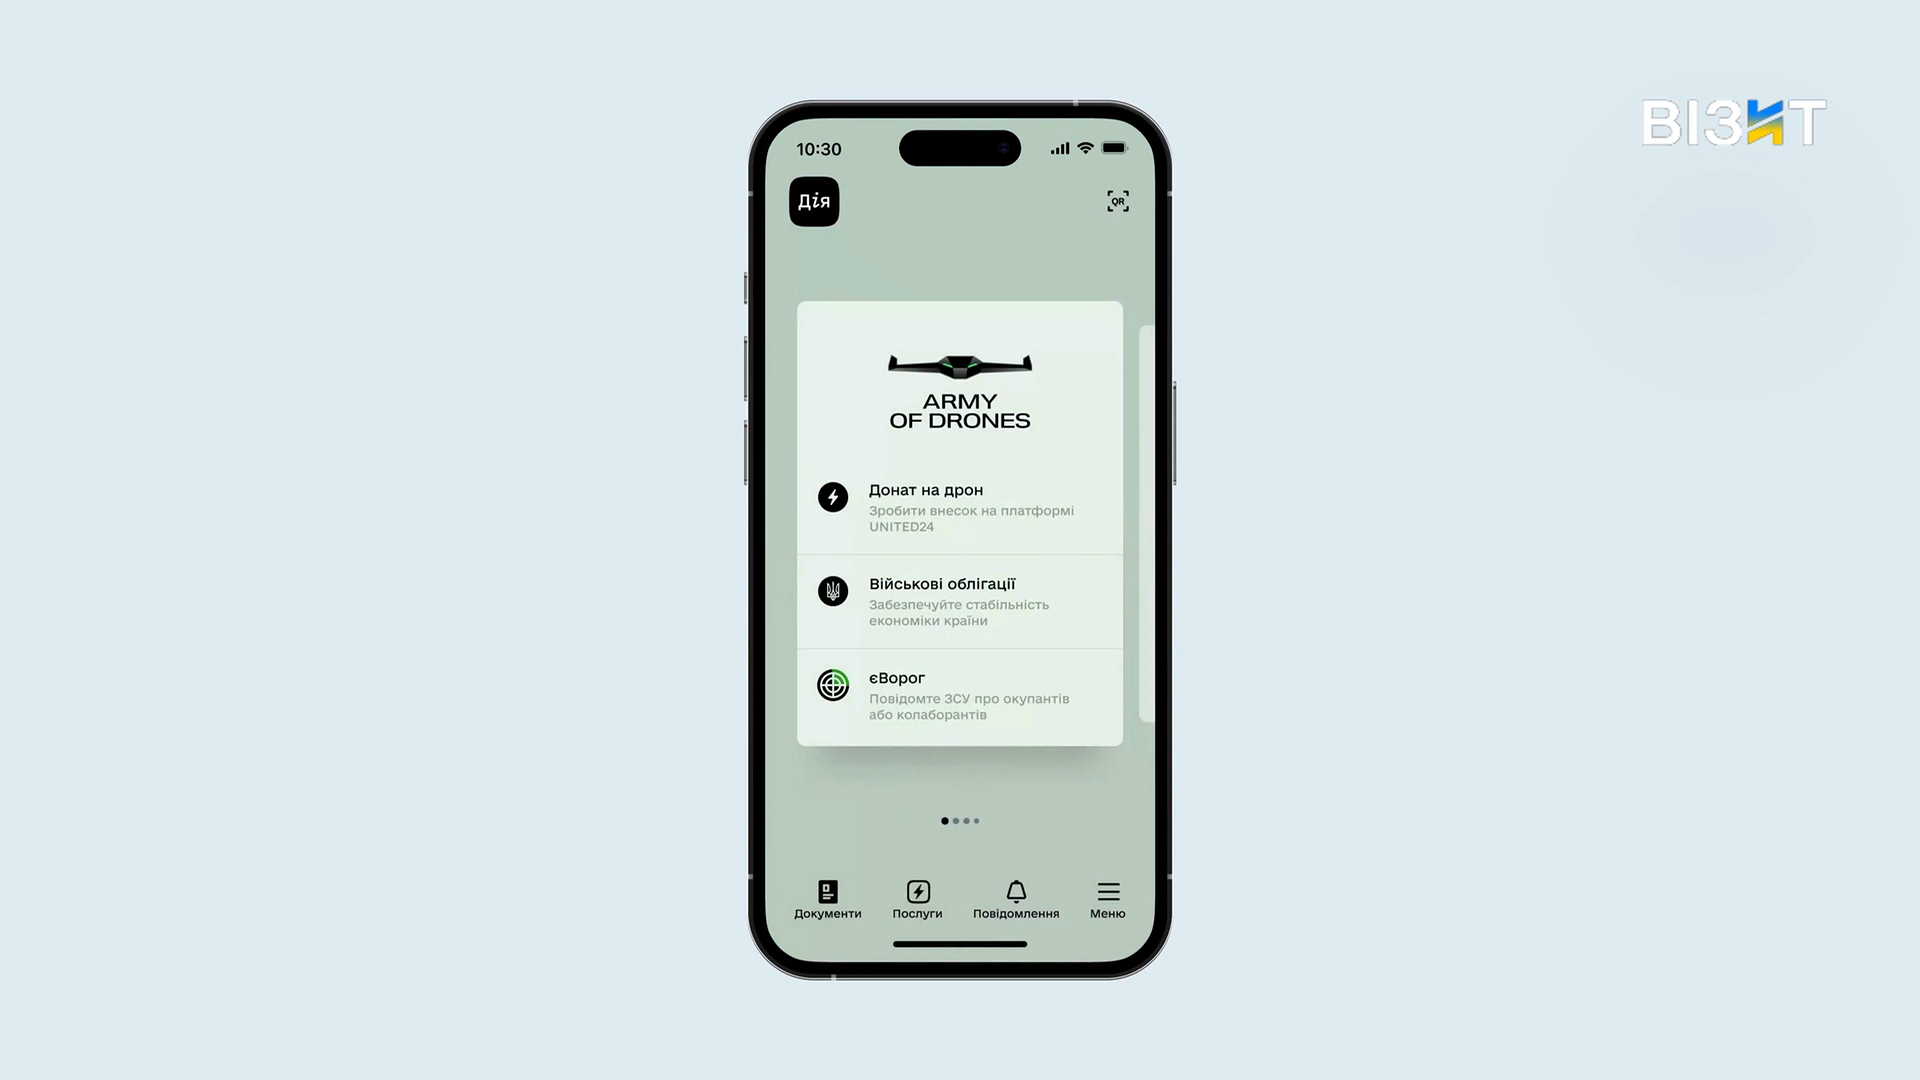 ВІЗИТ
10:30
Дія
QR
ARMY
OF DRONES
Донат на дрон
Зробити внесок на платформі
UNITED24
Військові облігації
Забезпечуйте стабільність
економіки країни
єВорог
Повідомте ЗСУ про окупантів
або колаборантів
Документи
Послуги
Повідомлення
Меню